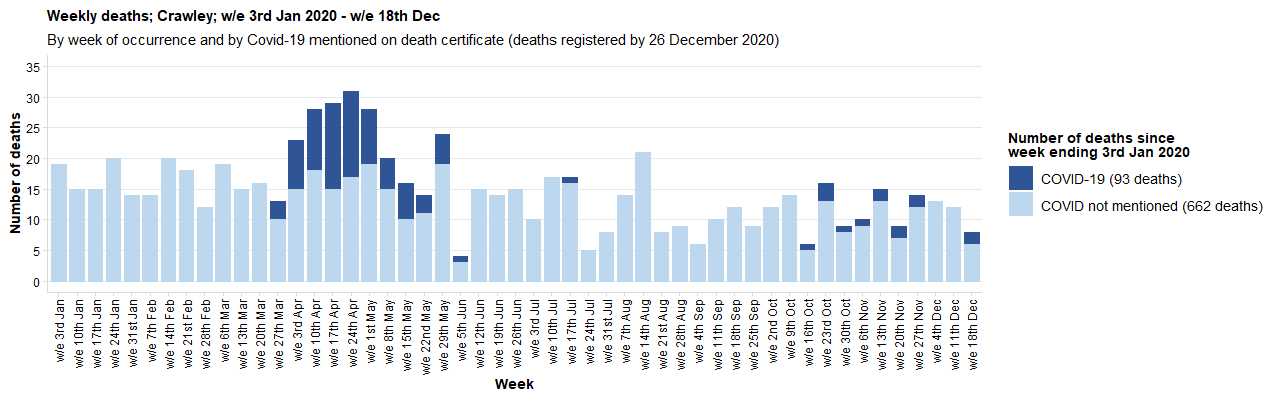 Weekly deaths; Crawley; w/e 3rd Jan 2020 - w/e 18th Dec
By week of occurrence and by Covid-19 mentioned on death certificate (deaths registered by 26 December 2020)
Number of deaths
35
30
25
20
15
10
5
0
w/e 3rd Jan
w/e 10th Jan
w/e 17th Jan
w/e 24th Jan
w/e 31st Jan
w/e 7th Feb
w/e 14th Feb
w/e 21st Feb
w/e 28th Feb
w/e 6th Mar
w/e 13th Mar
w/e 20th Mar
w/e 27th Mar
w/e 3rd Apr
w/e 10th Apr
w/e 17th Apr
w/e 24th Apr
w/e 1st May
w/e 8th May
w/e 15th May
w/e 22nd May
w/e 29th May
w/e 5th Jun
w/e 12th Jun
w/e 19th Jun
w/e 26th Jun
w/e 3rd Jul
w/e 10th Jul
w/e 17th Jul
w/e 24th Jul
w/e 31st Jul
w/e 7th Aug
w/e 14th Aug
w/e 21st Aug
w/e 28th Aug
w/e 4th Sep
w/e 11th Sep
w/e 18th Sep
w/e 25th Sep
w/e 2nd Oct
w/e 9th Oct
w/e 16th Oct
w/e 23rd Oct
w/e 30th Oct
w/e 6th Nov
w/e 13th Nov
w/e 20th Nov
w/e 27th Nov
w/e 4th Dec
w/e 11th Dec
w/e 18th Dec
Week
Number of deaths since
week ending 3rd Jan 2020
COVID-19 (93 deaths)
COVID not mentioned (662 deaths)